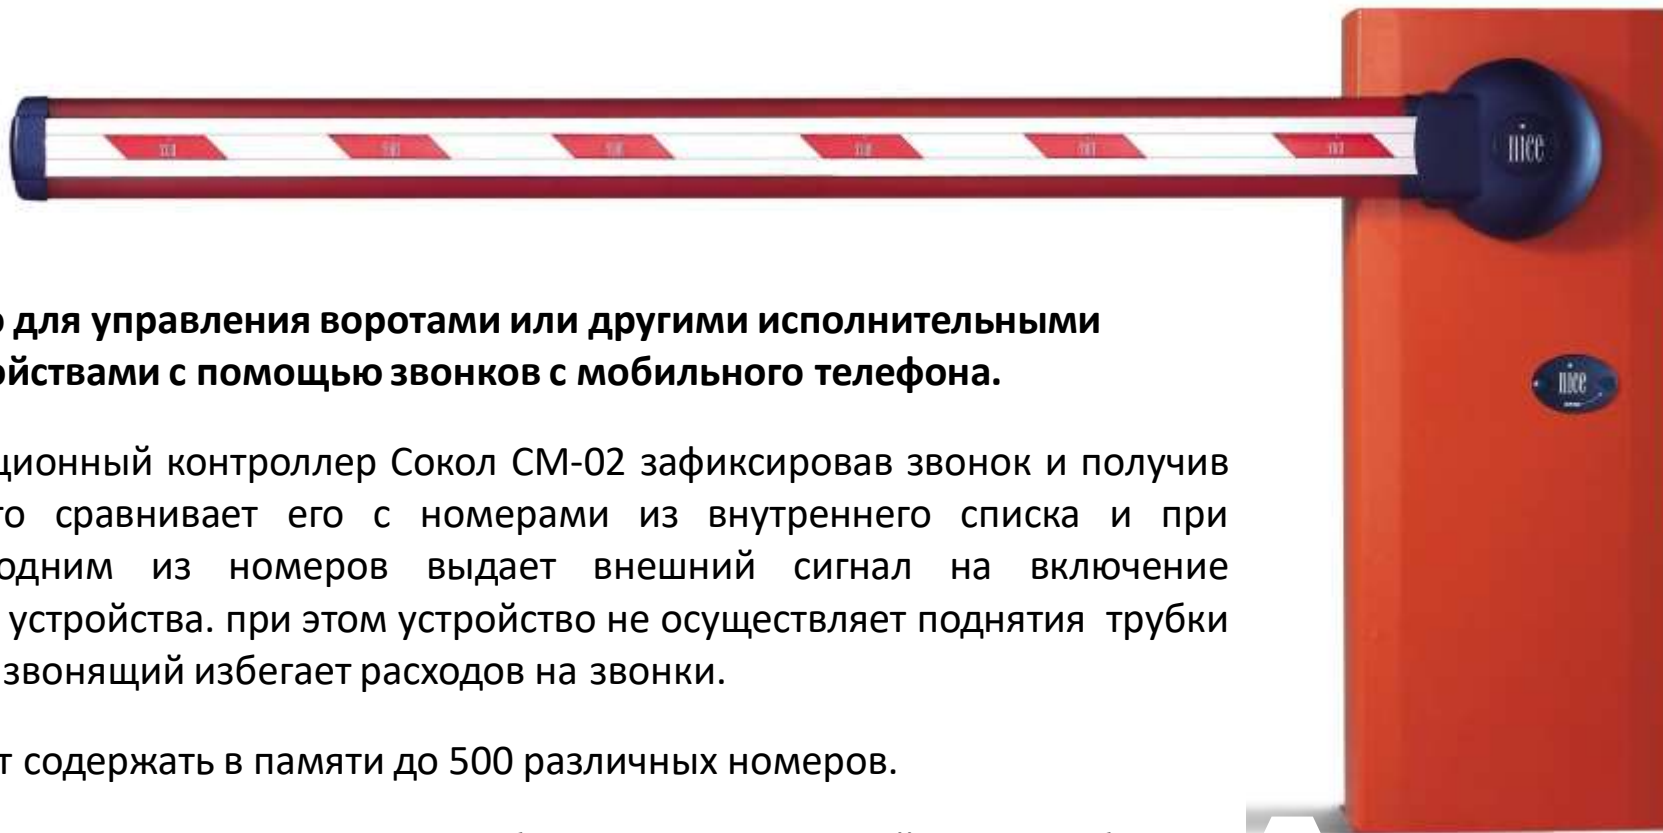 nice
nice
о для управления воротами или другими исполнительными
ойствами с помощью звонков с мобильного телефона.
ционный контроллер Сокол СМ-02 зафиксировав звонок и получив
го сравнивает его с номерами из внутреннего списка и при
одним из номеров выдает внешний сигнал на включение
устройства. при этом устройство не осуществляет поднятия трубки
звонящий избегает расходов на звонки.
т содержать в памяти до 500 различных номеров.